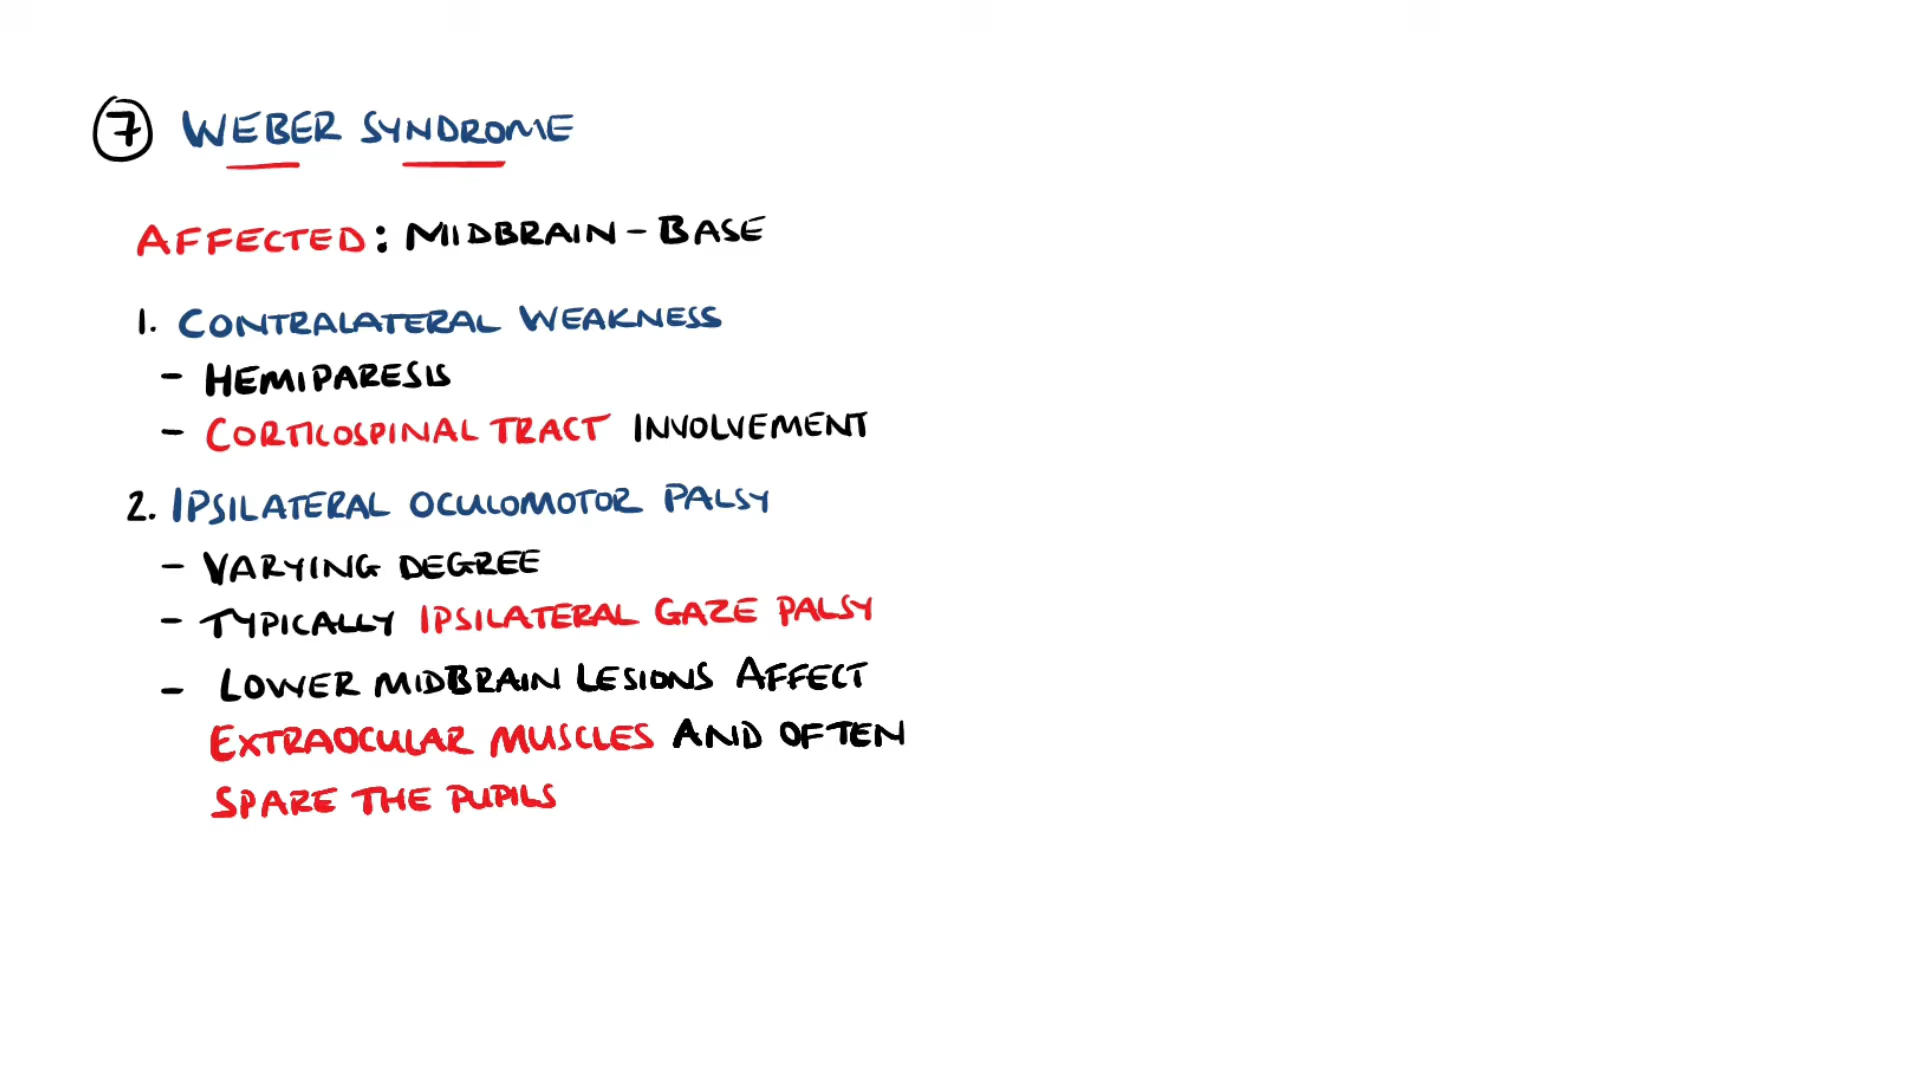 7 WEBER SYNDROME
AFFECTED: MIDBRAIN - BASE
1. CONTRALATERAL WEAKNESS
- HEMIPARESIS
- CORTICOSPINAL TRACT INVOLVEMENT
2. IPSILATERAL OCULOMOTOR PALSY
- VARYING DEGREE
- TYPICALLY IPSILATERAL GAZE PALSY
- LOWER MIDBRAIN LESIONS AFFECT
EXTRAOCULAR MUSCLES AND OFTEN
SPARE THE PUPILS